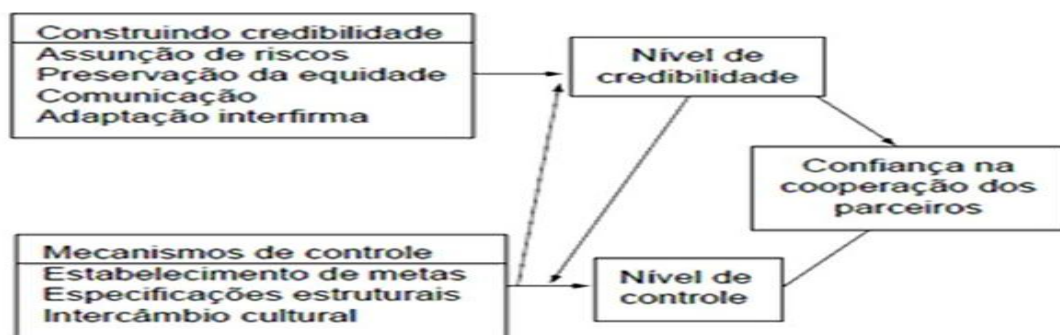 Construindo credibilidade
Assunção de riscos
Preservação da equidade
Comunicação
Adaptação interfirma
Nível de
credibilidade
Confiança na
cooperação dos
parceiros
Mecanismos de controle
Estabelecimento de metas
Especificações estruturais
Intercâmbio cultural
Nível de
controle